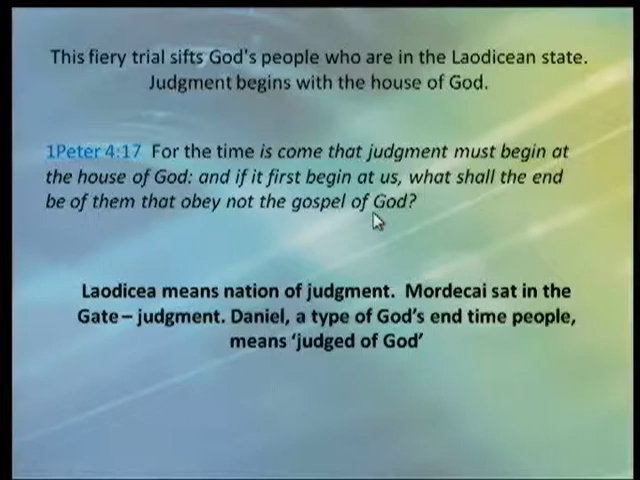 This fiery trial sifts God's people who are in the Laodicean state.
Judgment begins with the house of God.
1Peter 4:17 For the time is come that judgment must begin at
the house of God: and if it first begin at us, what shall the end
be of them that obey not the gospel of God?
Laodicea means nation of judgment. Mordecai sat in the
Gate – judgment. Daniel, a type of God's end time people,
means 'judged of God'